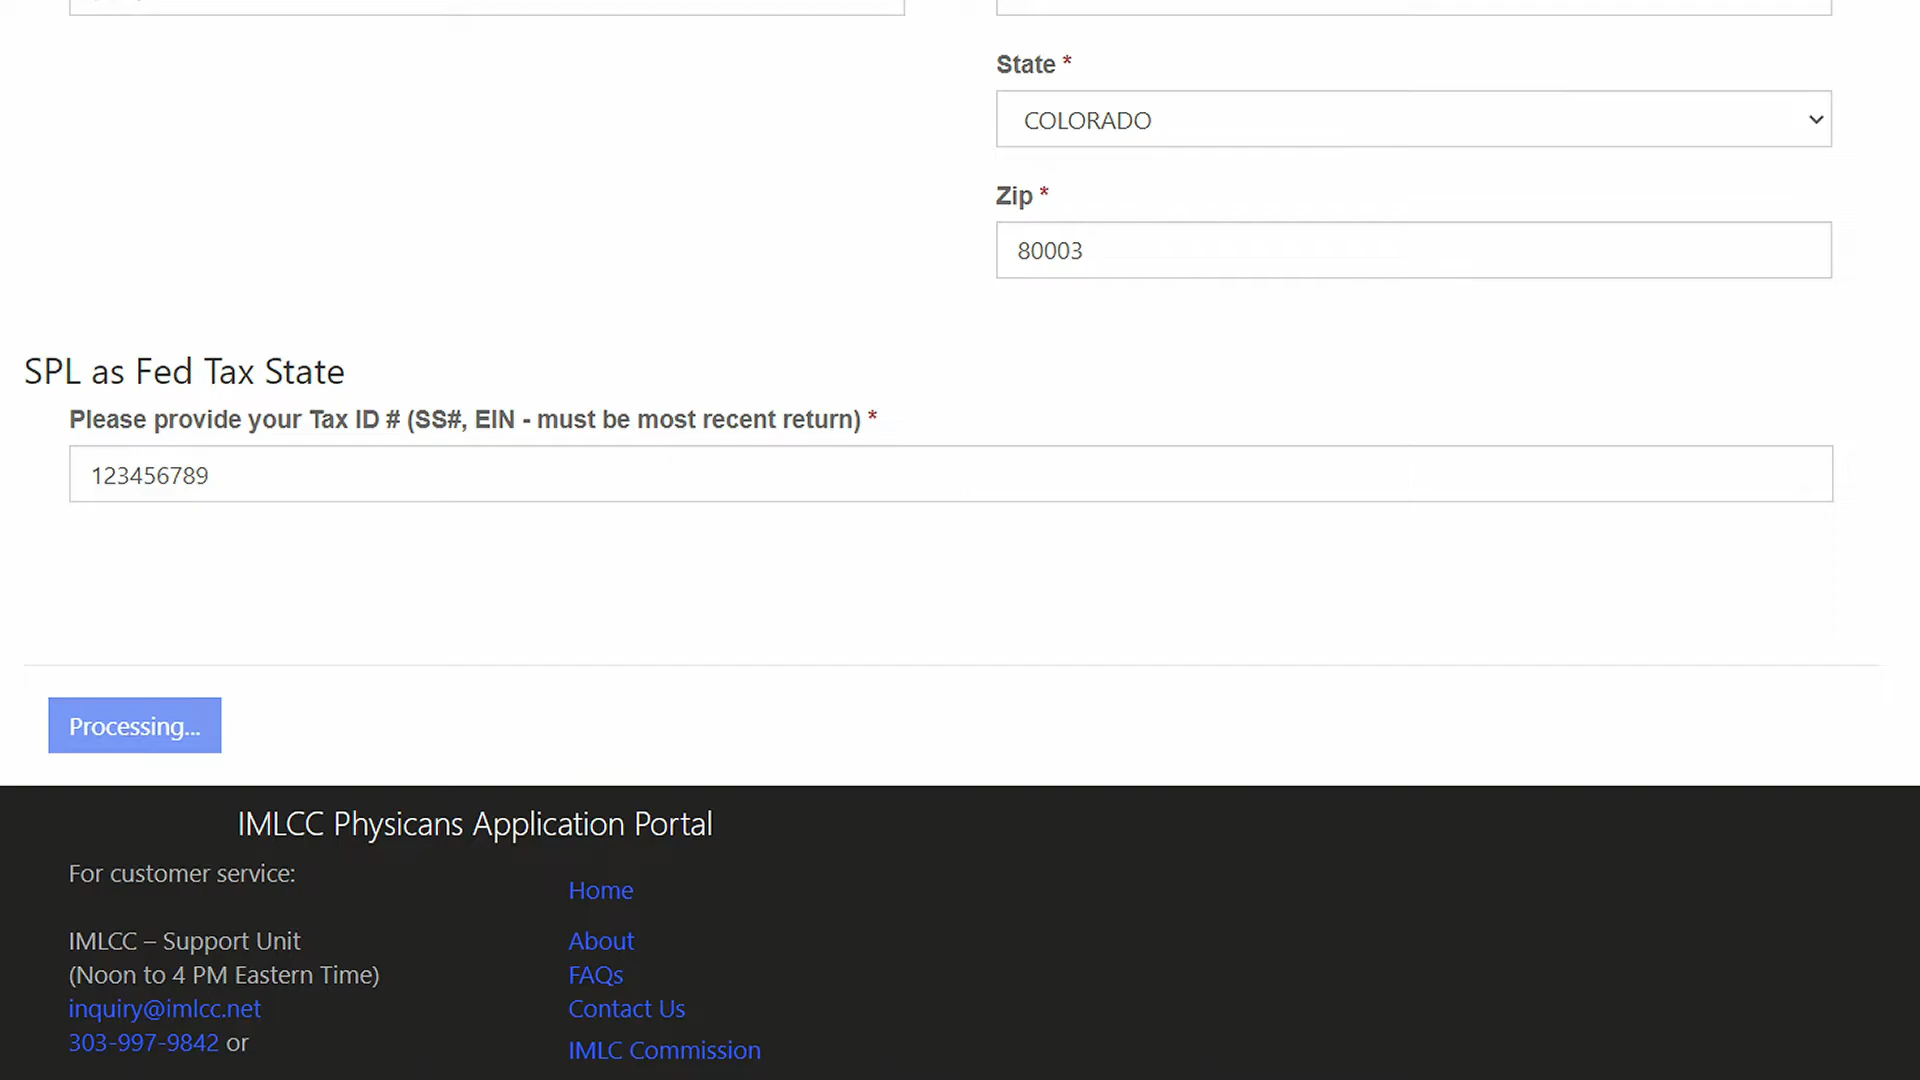 State *
COLORADO
Zip *
80003
SPL as Fed Tax State
Please provide your Tax ID # (SS#, EIN - must be most recent return) *
123456789
Processing...
IMLCC Physicans Application Portal
For customer service:
Home
IMLCC – Support Unit
About
(Noon to 4 PM Eastern Time)
FAQs
inquiry@imlcc.net
Contact Us
303-997-9842 or
IMLC Commission